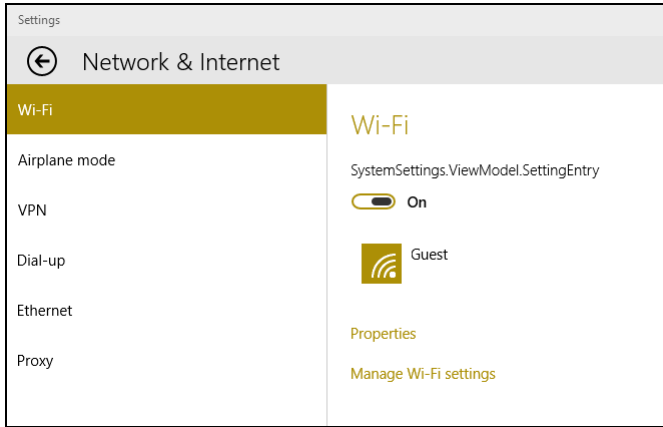 Settings
Network & Internet
Wi-Fi
Airplane mode
VPN
Dial-up
Ethernet
Proxy
Wi-Fi
SystemSettings.ViewModel.SettingEntry
On
Guest
Properties
Manage Wi-Fi settings